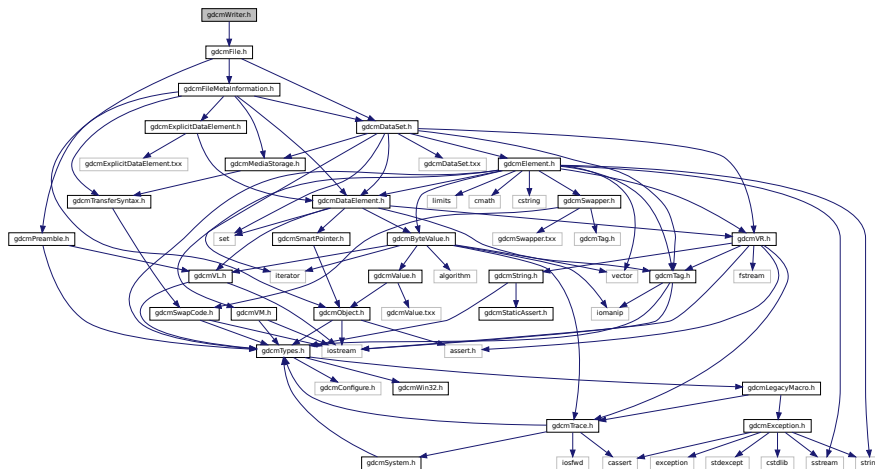 gdcmWriter.h
gdcmFile.h
gdcmFileMetaInformation.h
gdcmExplicitDataElement.h
gdcmDataSet.h
gdcmExplicitDataElement.txx
gdcmMediaStorage.h
gdcmDataSet.txx
gdcmElement.h
gdcmTransferSyntax.h
gdcmDataElement.h
limits
cmath
cstring
gdcmSwapper.h
gdcmPreamble.h
set
gdcmSmartPointer.h
gdcmByteValue.h
gdcmSwapper.txx
gdcmTag.h
gdcmVR.h
gdcmVL.h
iterator
gdcmValue.h
algorithm
gdcmString.h
vector
gdcmTag.h
fstream
gdcmSwapCode.h
gdcmVM.h
gdcmObject.h
gdcmValue.txx
gdcmStaticAssert.h
iomanip
gdcmTypes.h
iostream
assert.h
gdcmConfigure.h
gdcmWin32.h
gdcmLegacyMacro.h
gdcmTrace.h
gdcmException.h
gdcmSystem.h
iosfwd
cassert
exception
stdexcept
cstdlib
sstream